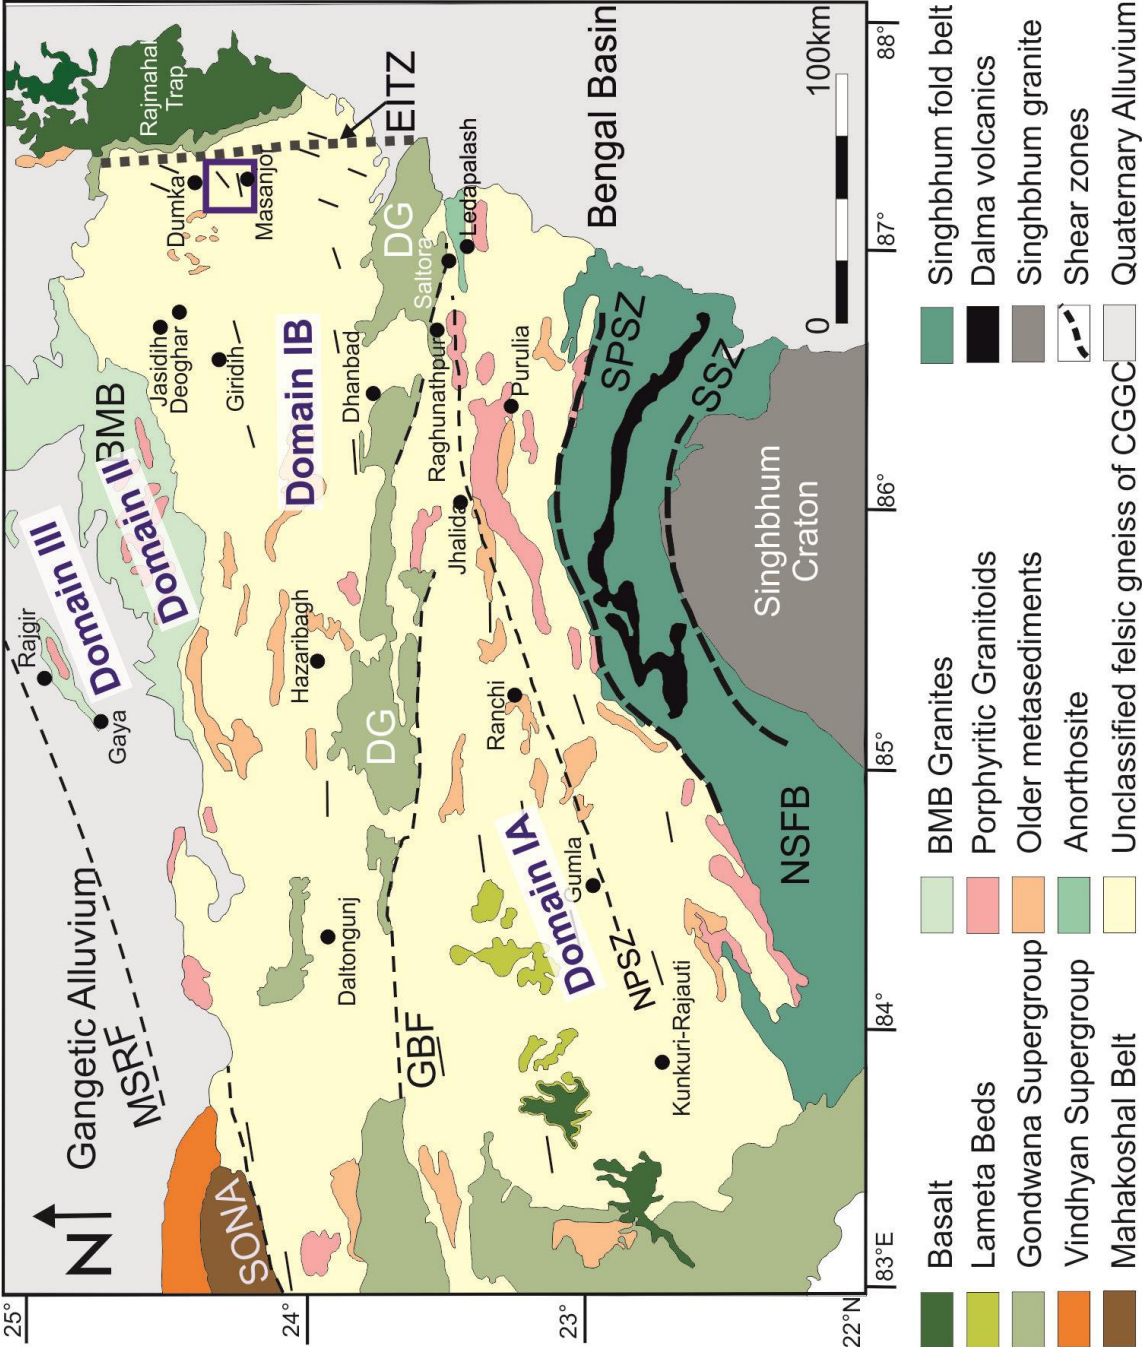 25°
24°
23°
22°N
83°E
84°
85°
86°
87°
88°
N
Gangetic Alluvium
MSRF
SONA
Gaya
Rajgir
Domain III
Domain II
BMB
Rajmahal
Trap
Jasidih
Deoghar
Dumka
Masanjor
Giridih
Domain IB
EITZ
Daltongunj
Hazaribagh
Dhanbad
DG
DG
Saltora
GBF
Raghunathpur
Ledapalash
Domain IA
Gumla
Ranchi
Jhalida
Purulia
NPSZ
Kunkuri-Rajauti
Bengal Basin
SPSZ
SSZ
NSFB
Singhbhum
Craton
0
100km
Basalt
Lameta Beds
Gondwana Supergroup
Vindhyan Supergroup
Mahakoshal Belt
BMB Granites
Porphyritic Granitoids
Older metasediments
Anorthosite
Unclassified felsic gneiss of CGGC
Singhbhum fold belt
Dalma volcanics
Singhbhum granite
Shear zones
Quaternary Alluvium